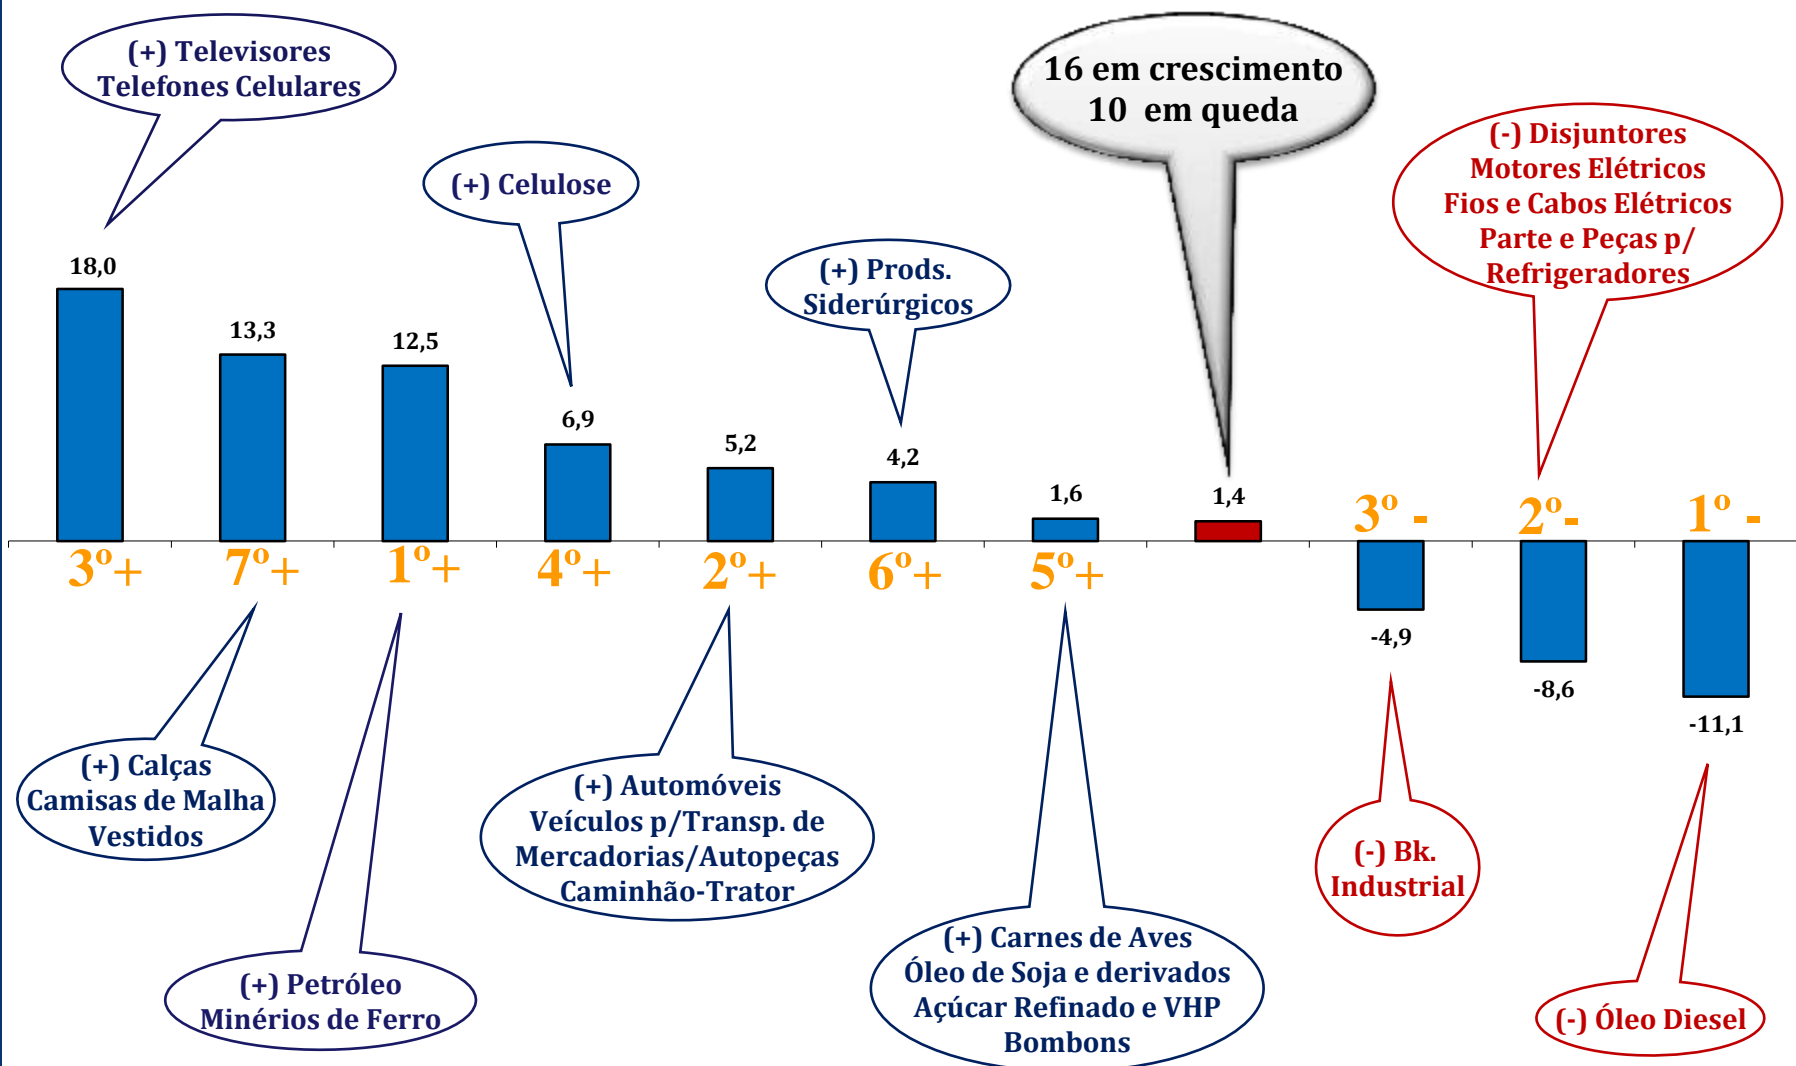 (+) Televisores
Telefones Celulares
16 em crescimento
10 em queda
(-) Disjuntores
Motores Elétricos
Fios e Cabos Elétricos
Parte e Peças p/
Refrigeradores
(+) Celulose
(+) Prods.
Siderúrgicos
18,0
13,3
12,5
6,9
5,2
4,2
1,6
1,4
3º -
2º-
1º -
3º+
7º+
1º+
4º+
2º+
6º+
5º+
-4,9
-8,6
-11,1
(+) Calças
Camisas de Malha
Vestidos
(+) Automóveis
Veículos p/Transp. de
Mercadorias/Autopeças
Caminhão-Trator
(-) Bk.
Industrial
(+) Petróleo
Minérios de Ferro
(+) Carnes de Aves
Óleo de Soja e derivados
Açúcar Refinado e VHP
Bombons
(-) Óleo Diesel